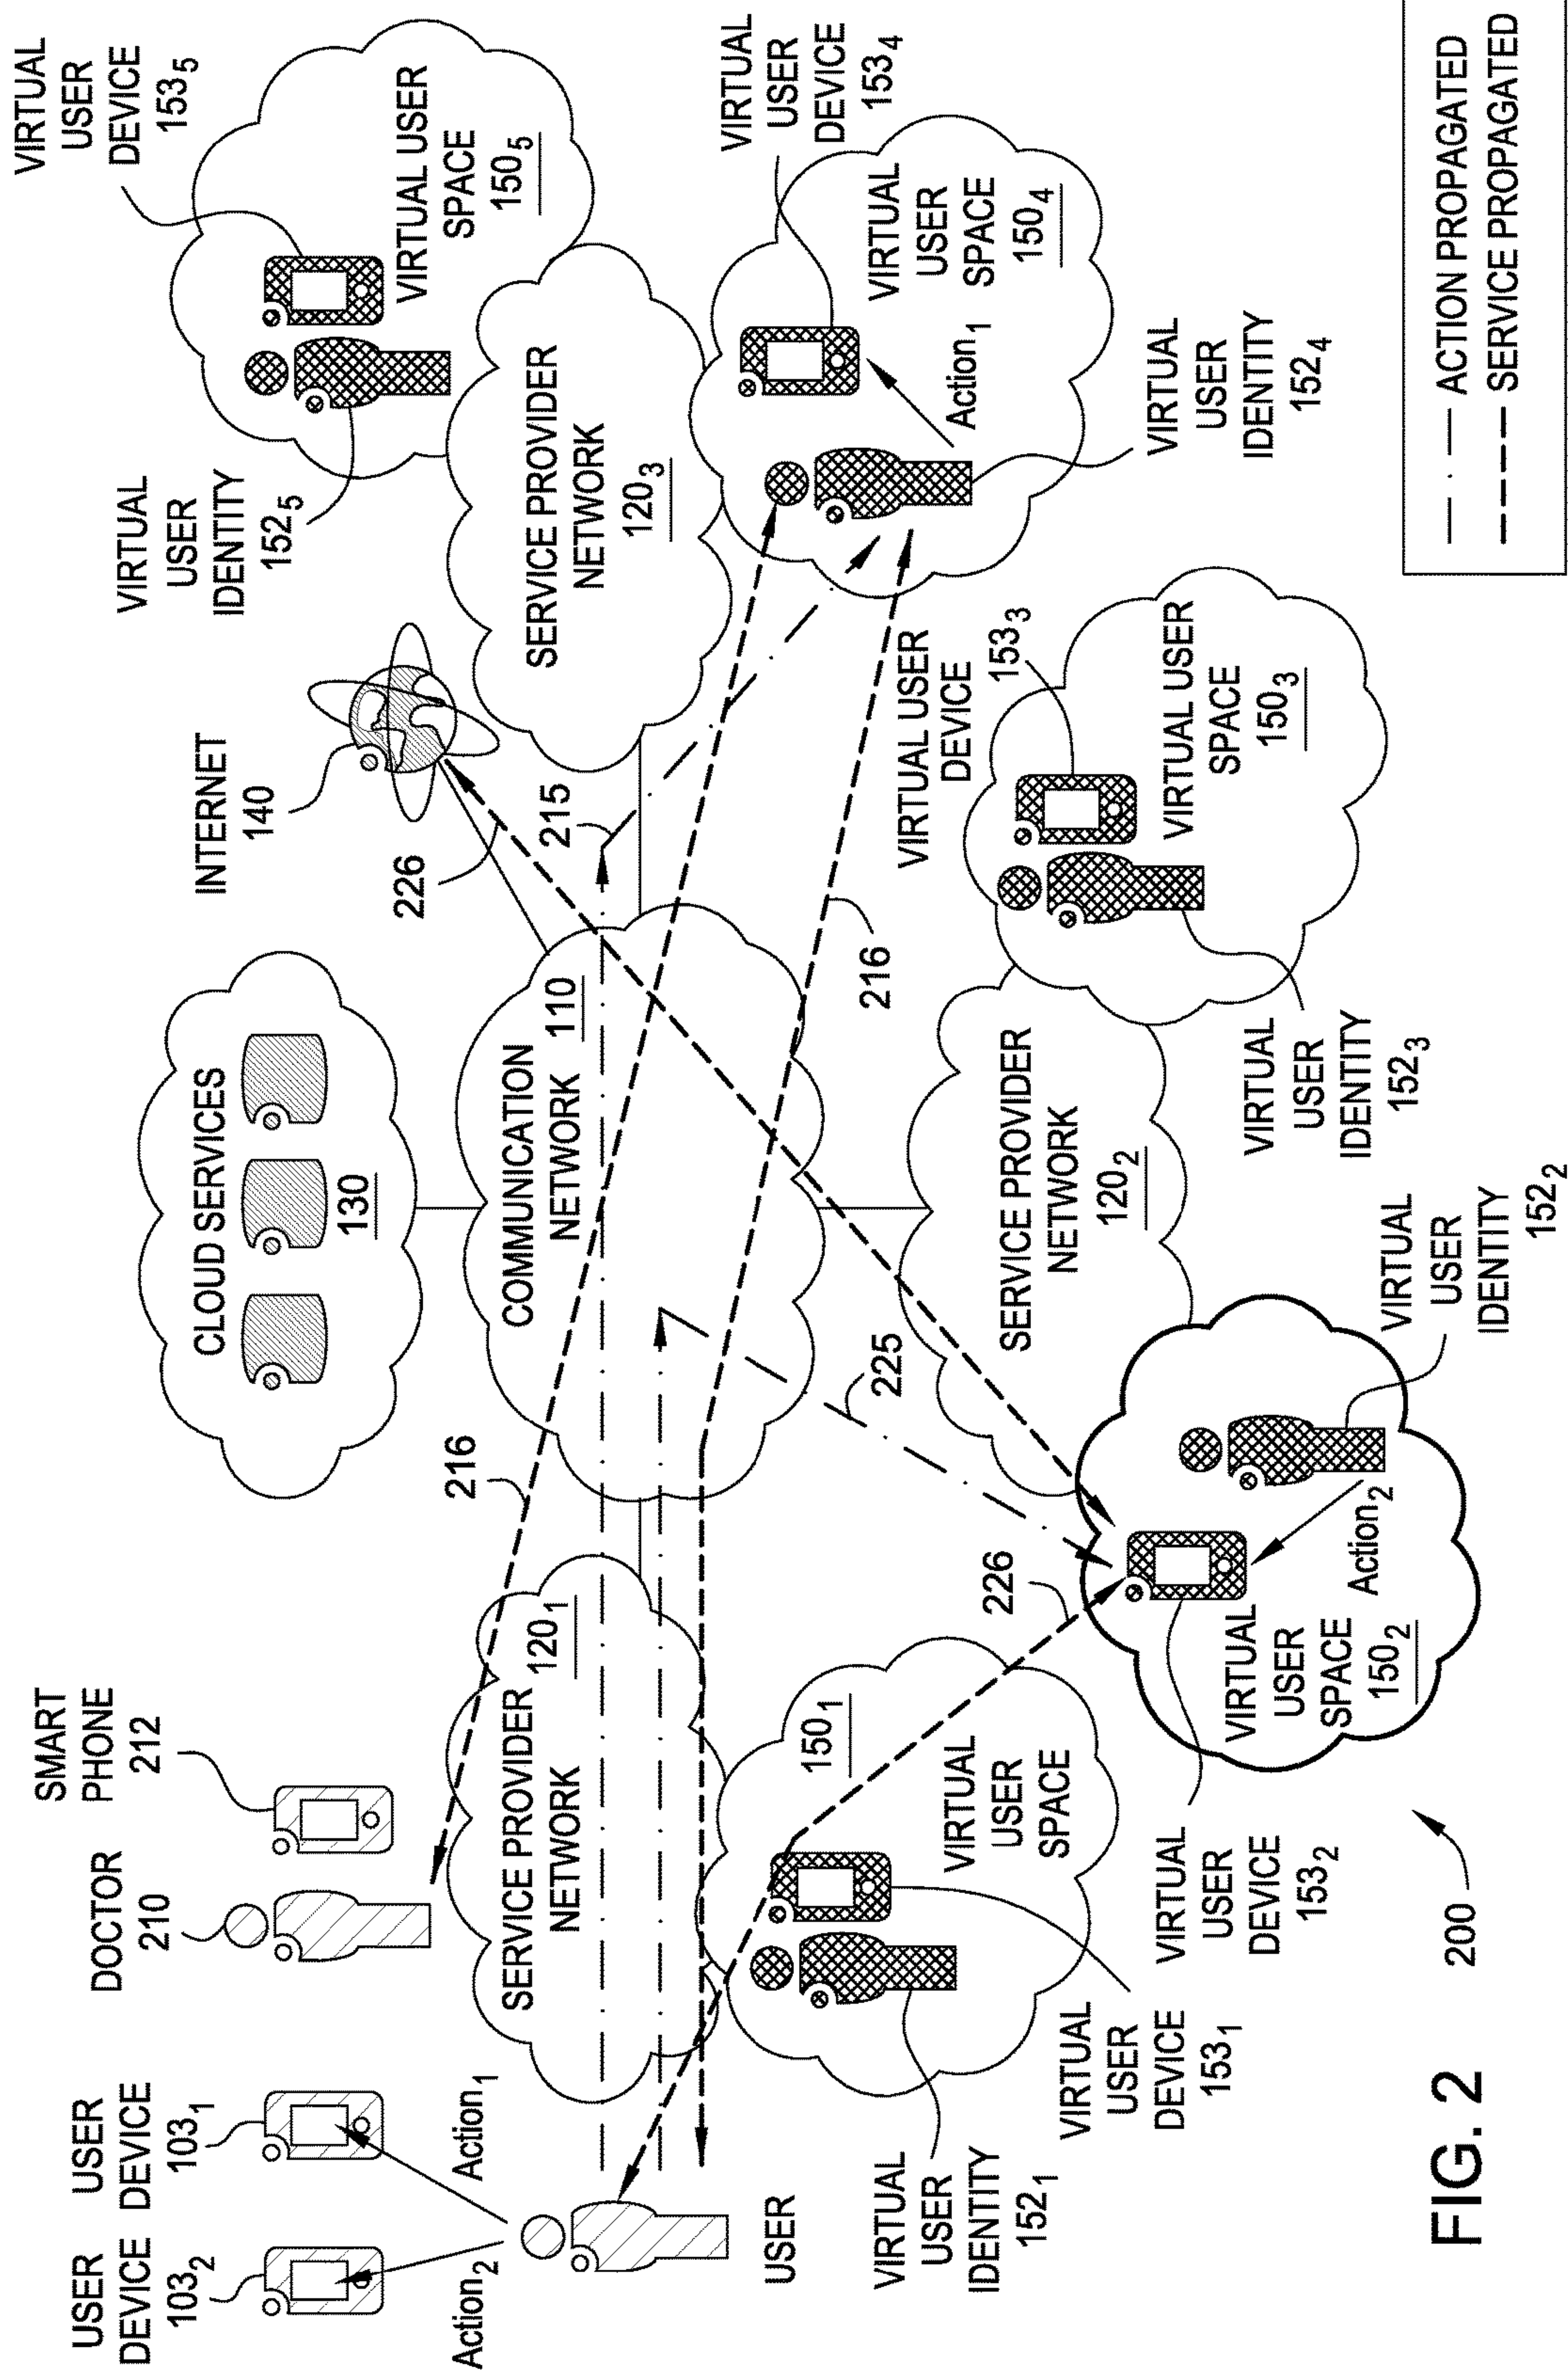 USER
DEVICE
103₂
USER
DEVICE
103₁
DOCTOR
210
SMART
PHONE
212
Action₂
Action₁
USER
CLOUD SERVICES
130
INTERNET
140
226
215
216
216
COMMUNICATION
NETWORK
110
SERVICE PROVIDER
NETWORK
120₁
SERVICE PROVIDER
NETWORK
120₂
SERVICE PROVIDER
NETWORK
120₃
225
226
VIRTUAL
USER
IDENTITY
152₅
VIRTUAL
USER
DEVICE
153₅
VIRTUAL USER
SPACE
150₅
VIRTUAL
USER
DEVICE
153₄
VIRTUAL
USER
SPACE
150₄
Action₁
VIRTUAL
USER
IDENTITY
152₄
VIRTUAL USER
DEVICE
153₃
VIRTUAL USER
SPACE
150₃
VIRTUAL
USER
IDENTITY
152₃
150₁
VIRTUAL
USER
SPACE
VIRTUAL
USER
IDENTITY
152₁
VIRTUAL
USER
DEVICE
153₁
VIRTUAL
USER
DEVICE
153₂
VIRTUAL
USER
SPACE
150₂
Action₂
VIRTUAL
USER
IDENTITY
152₂
200
ACTION PROPAGATED
SERVICE PROPAGATED
FIG. 2